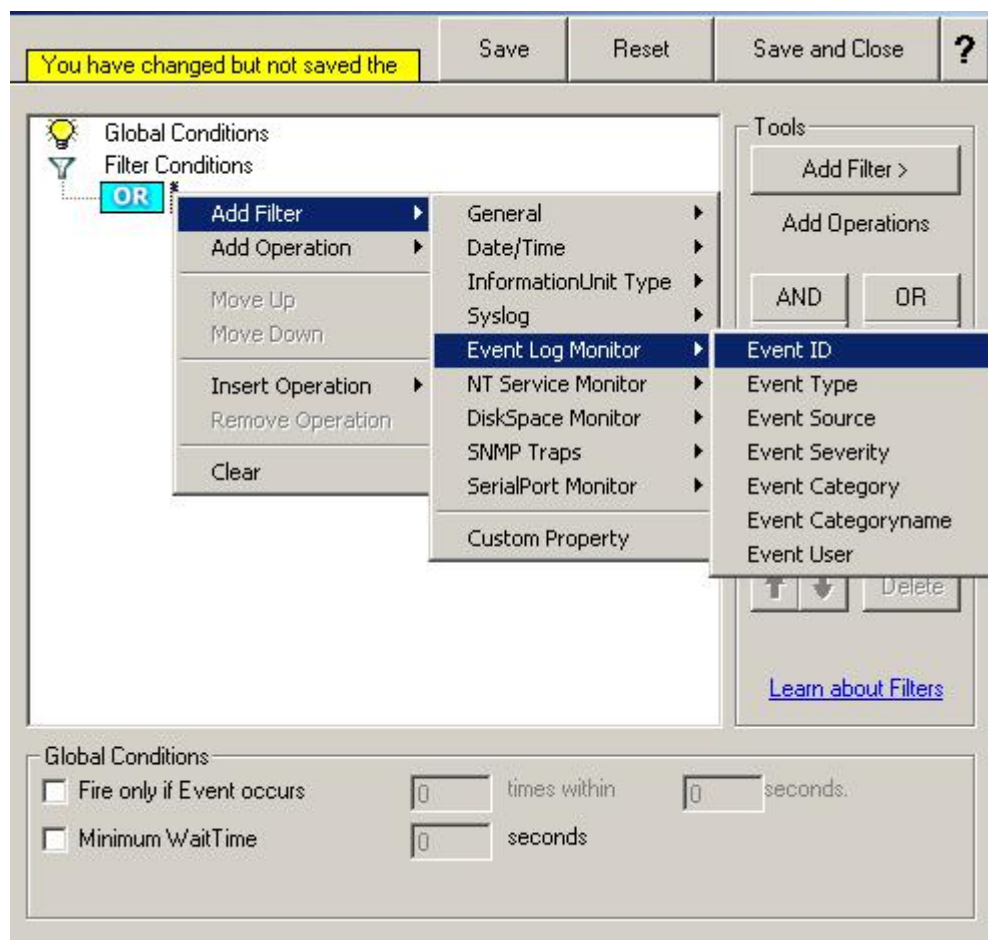 You have changed but not saved the
Save
Reset
Save and Close
?
Global Conditions
Filter Conditions
OR
Add Filter
Add Operation
Move Up
Move Down
Insert Operation
Remove Operation
Clear
General
Date/Time
InformationUnit Type
Syslog
Event Log Monitor
NT Service Monitor
DiskSpace Monitor
SNMP Traps
SerialPort Monitor
Custom Property
Event ID
Event Type
Event Source
Event Severity
Event Category
Event Categoryname
Event User
Tools
Add Filter >
Add Operations
AND
OR
Delete
Learn about Filters
Global Conditions
Fire only if Event occurs 0 times within 0 seconds.
Minimum WaitTime 0 seconds